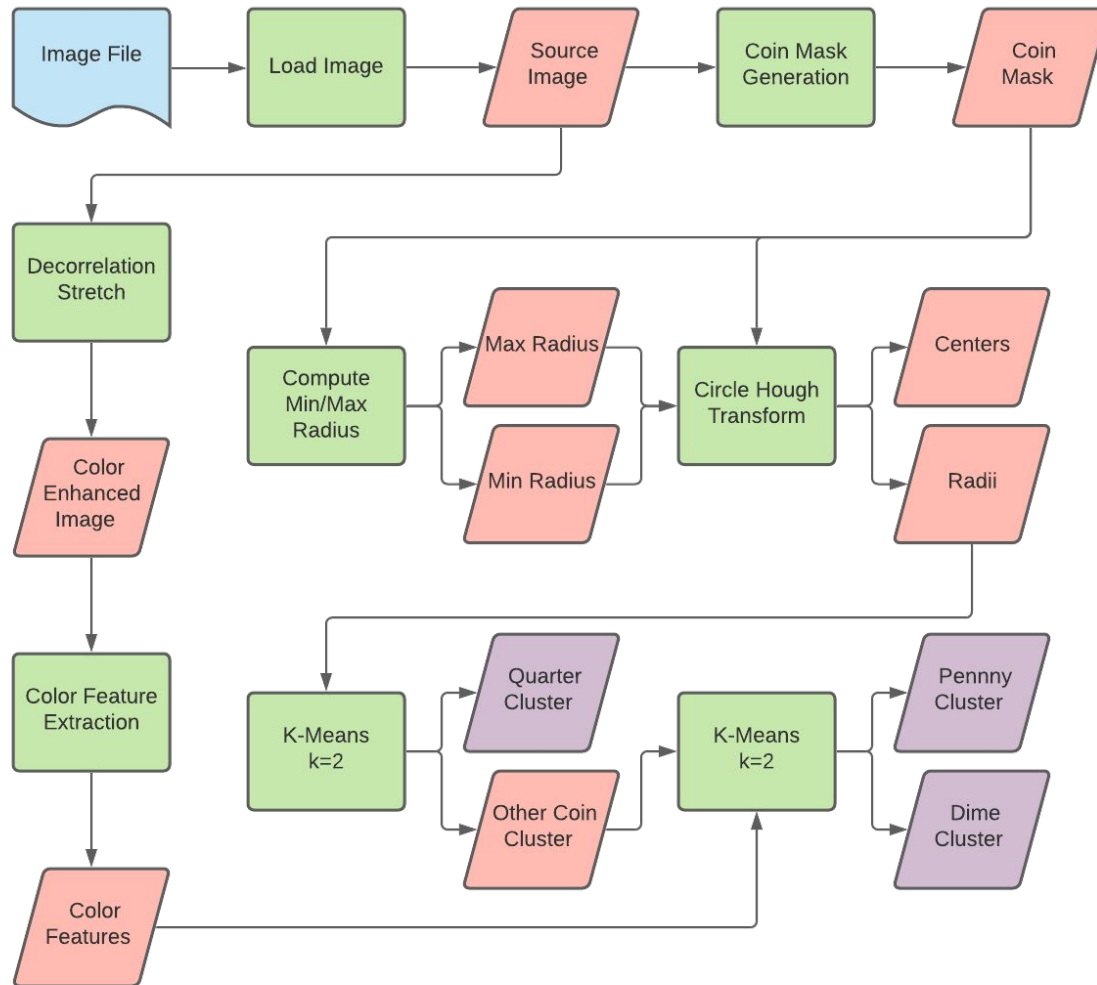 Image File
Load Image
Source
Image
Coin Mask
Generation
Coin
Mask
Decorrelation
Stretch
Compute
Min/Max
Radius
Max Radius
Min Radius
Circle Hough
Transform
Centers
Radii
Color
Enhanced
Image
Color Feature
Extraction
K-Means
k=2
Quarter
Cluster
Other Coin
Cluster
K-Means
k=2
Pennny
Cluster
Dime
Cluster
Color
Features